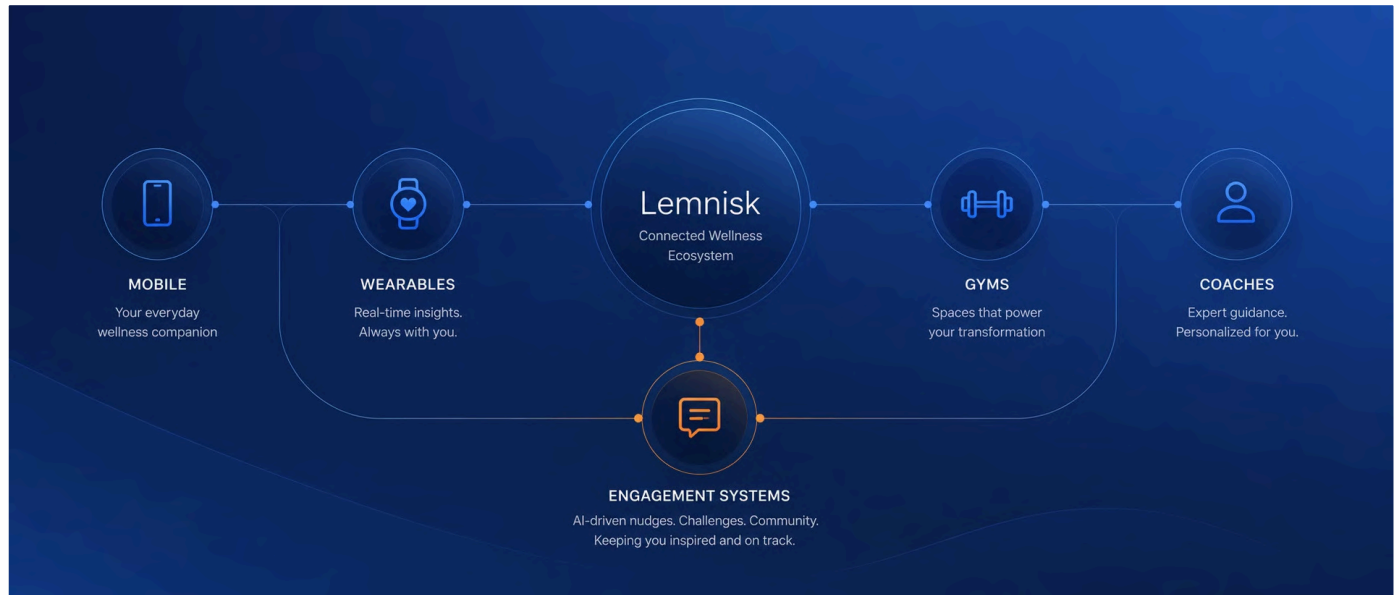 Lemnisk
Connected Wellness
Ecosystem
MOBILE
Your everyday
wellness companion
WEARABLES
Real-time insights.
Always with you.
GYMS
Spaces that power
your transformation
COACHES
Expert guidance.
Personalized for you.
ENGAGEMENT SYSTEMS
AI-driven nudges. Challenges. Community.
Keeping you inspired and on track.